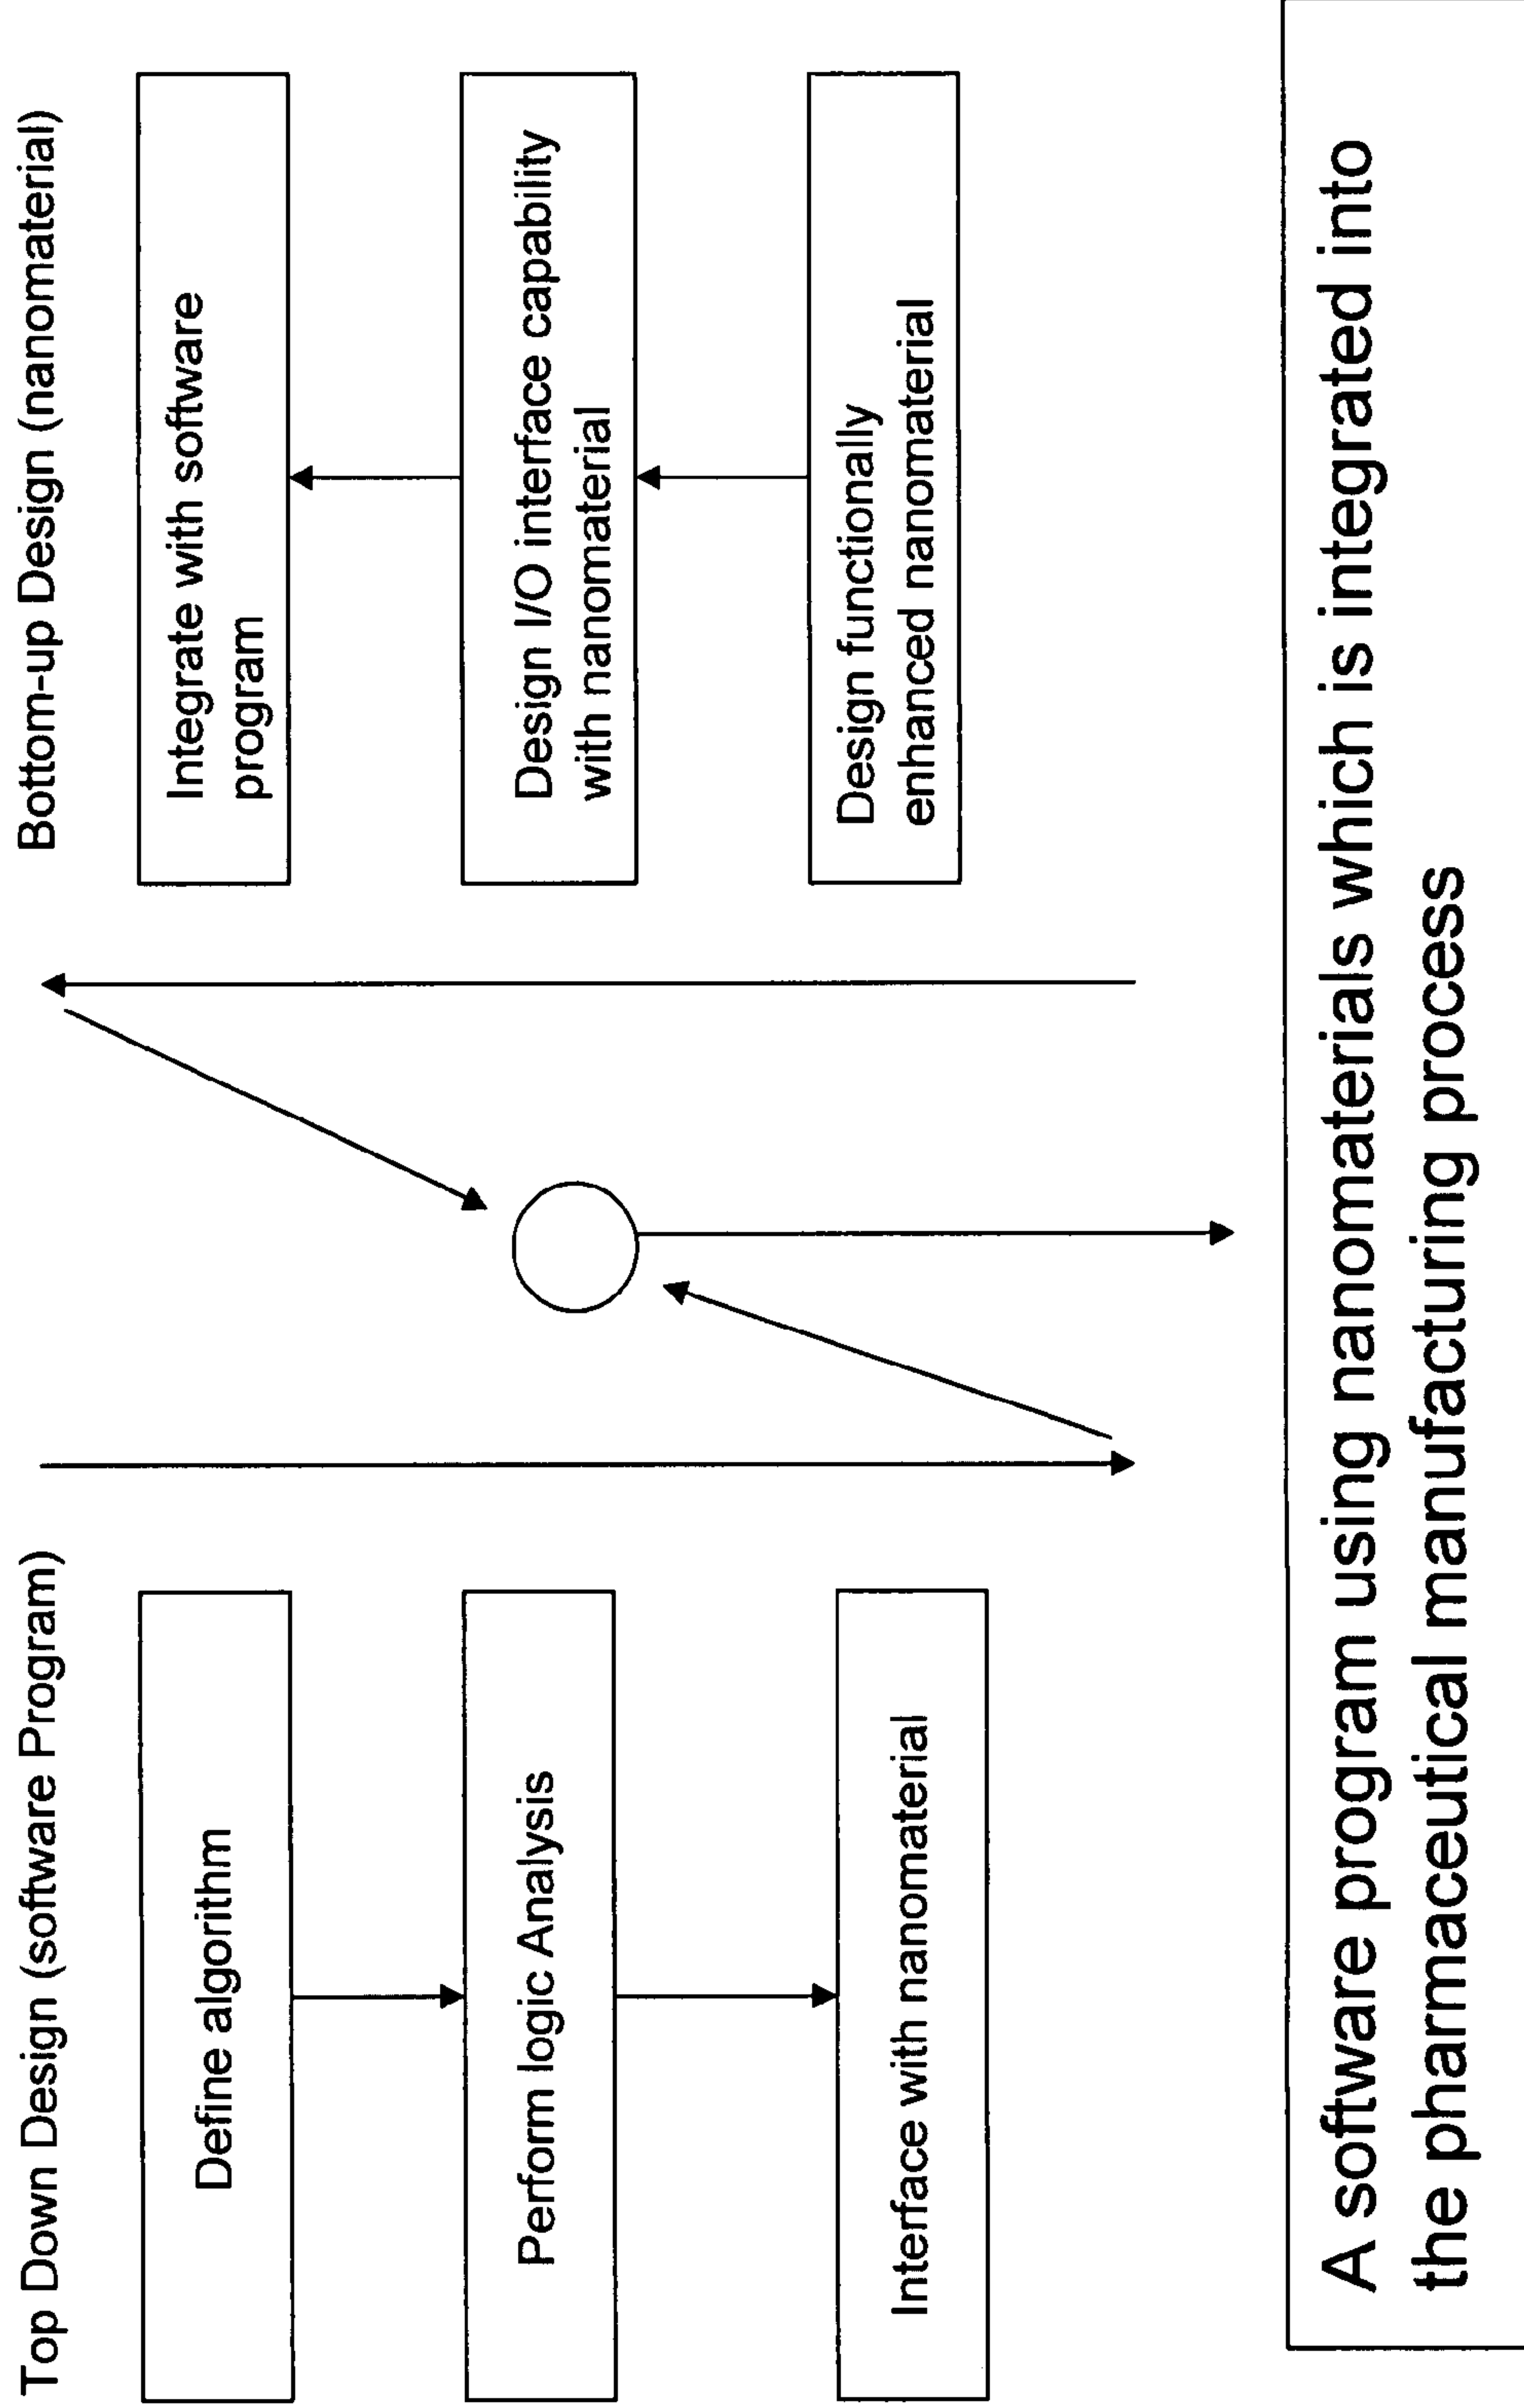 Top Down Design (software Program)
Define algorithm
Perform logic Analysis
Interface with nanomaterial
Bottom-up Design (nanomaterial)
Integrate with software
program
Design I/O interface capability
with nanomaterial
Design functionally
enhanced nanomaterial
A software program using nanomaterials which is integrated into
the pharmaceutical manufacturing process